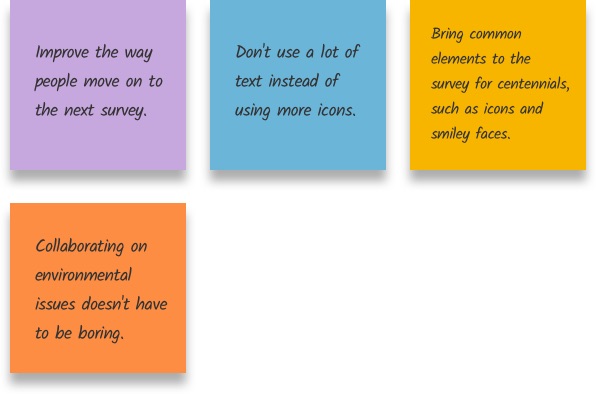 Improve the way
people move on to
the next survey.
Don't use a lot of
text instead of
using more icons.
Bring common
elements to the
survey for centennials,
such as icons and
smiley faces.
Collaborating on
environmental
issues doesn't have
to be boring.